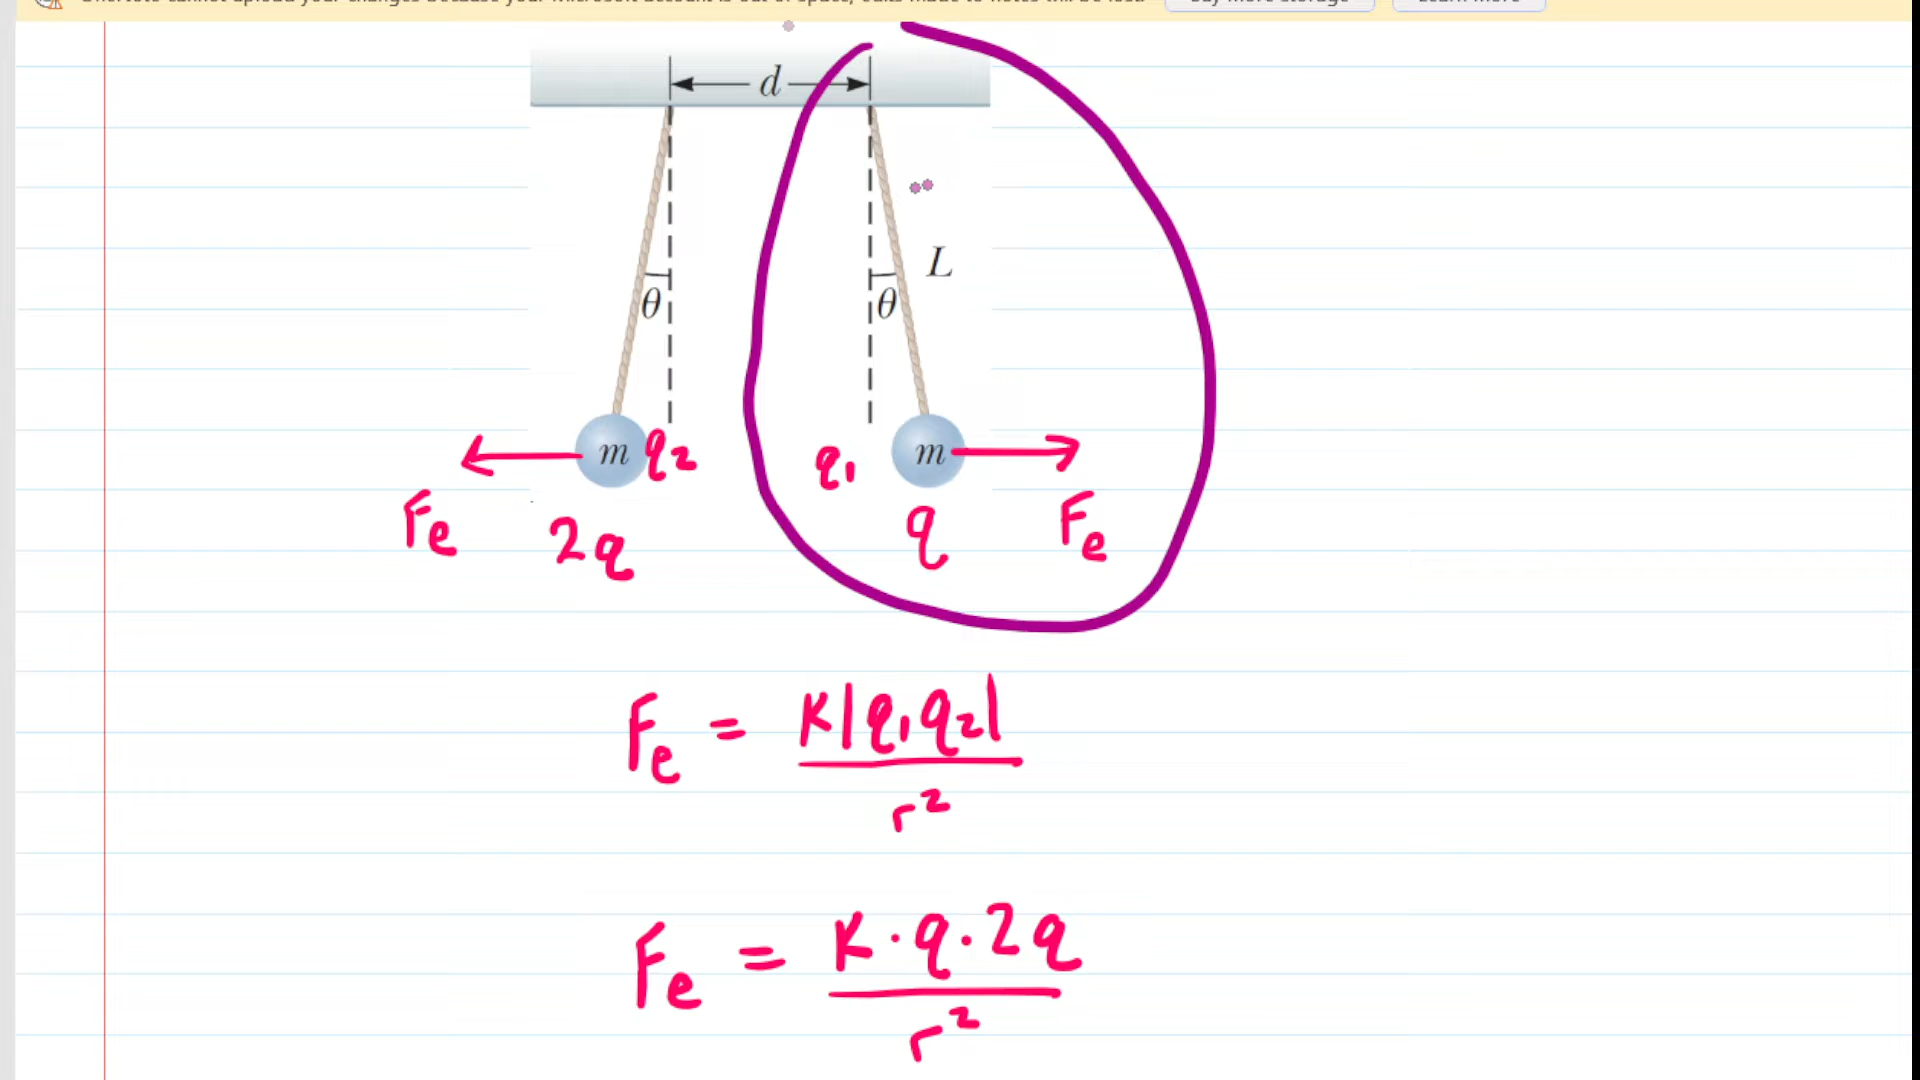 d
L
θ θ
m q₂ q₁ m
Fe 2q q Fe
Fe = K|q₁q₂|
r²
Fe = K·q·2q
r²